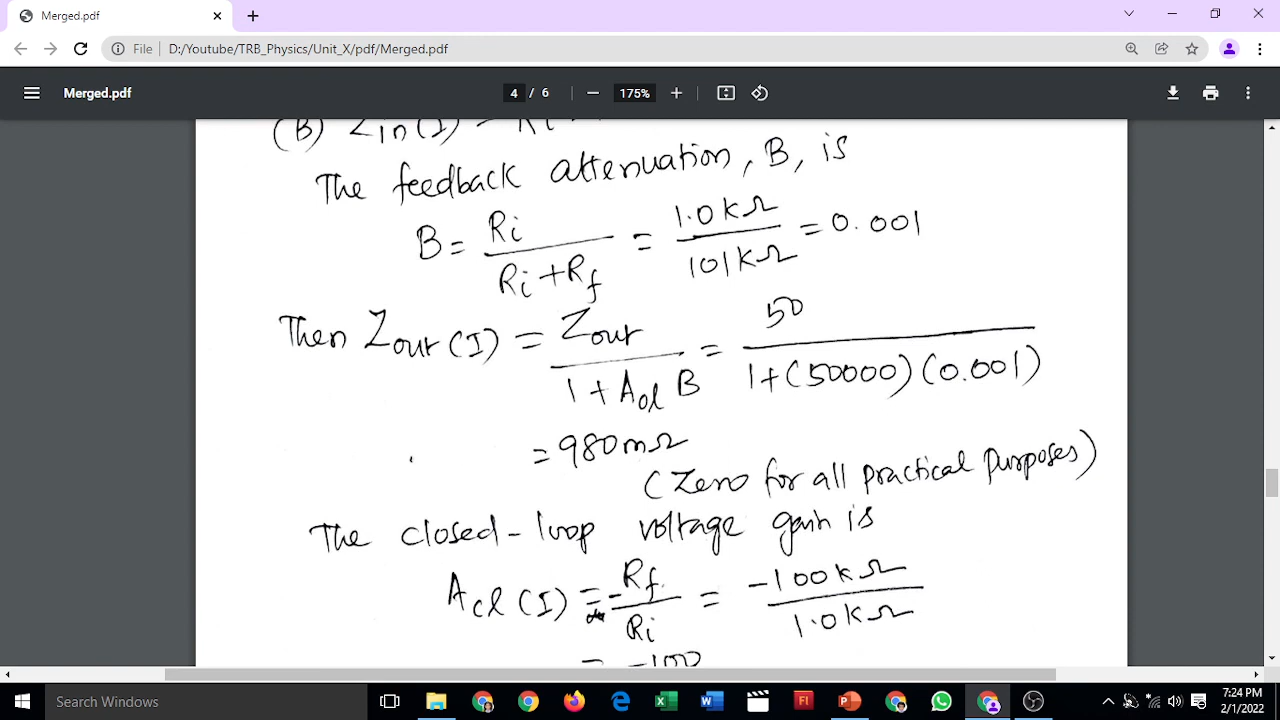 Merged.pdf
File D:/Youtube/TRB_Physics/Unit_X/pdf/Merged.pdf
Merged.pdf 4 / 6 175%
(B) Zin(I) = Ri
The feedback attenuation, B, is
B = Ri / (Ri + Rf) = 1.0kΩ / 101kΩ = 0.001
Then Zout(I) = Zout / (1 + Aol B) = 50 / (1+(50000)(0.001))
= 980mΩ
(Zero for all practical purposes)
The closed-loop voltage gain is
Acl(I) = -Rf / Ri = -100kΩ / 1.0kΩ
= -100
Search Windows
7:24 PM
2/1/2022